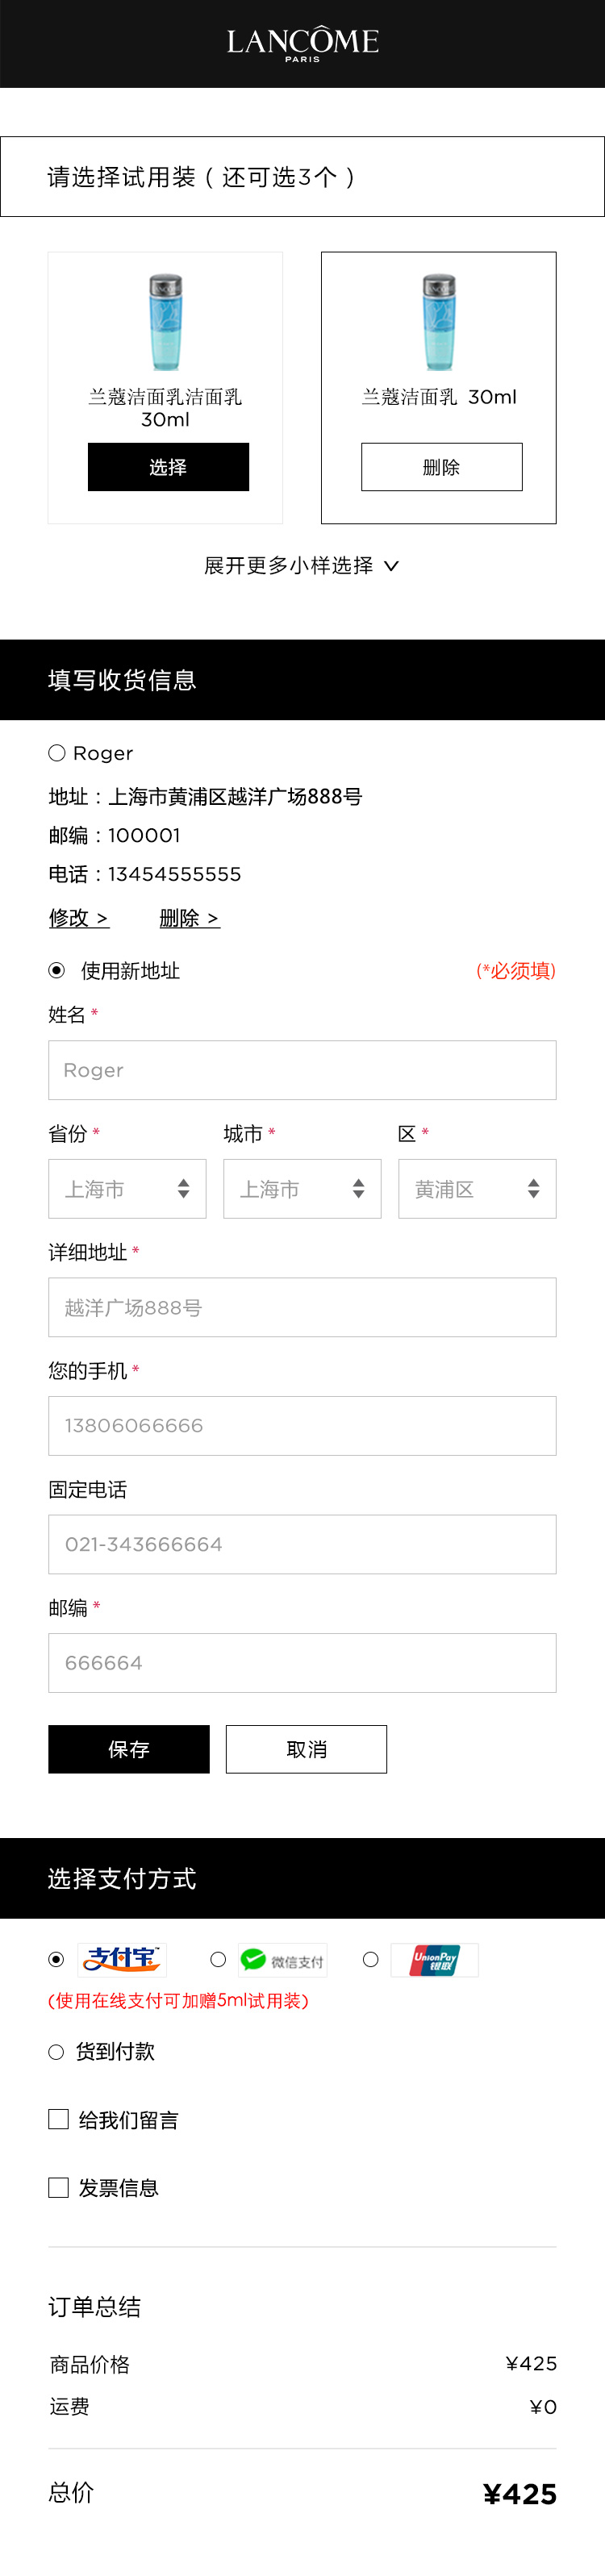 LANCÔME
PARIS
请选择试用装 ( 还可选3个 )
兰蔻洁面乳洁面乳
30ml
选择
兰蔻洁面乳 30ml
删除
展开更多小样选择
填写收货信息
Roger
地址 : 上海市黄浦区越洋广场888号
邮编 : 100001
电话 : 13454555555
修改 > 删除 >
使用新地址 (*必须填)
姓名 *
Roger
省份 * 城市 * 区 *
上海市 上海市 黄浦区
详细地址 *
越洋广场888号
您的手机 *
13806066666
固定电话
021-343666664
邮编 *
666664
保存 取消
选择支付方式
支付宝™ 微信支付 UnionPay 银联
(使用在线支付可加赠5ml试用装)
货到付款
给我们留言
发票信息
订单总结
商品价格 ¥425
运费 ¥0
总价 ¥425